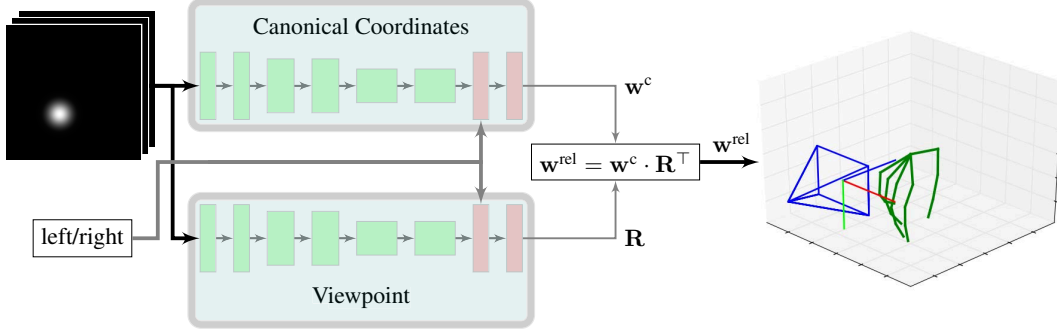 Canonical Coordinates
w^c
w^rel = w^c · R^⊤
w^rel
left/right
R
Viewpoint